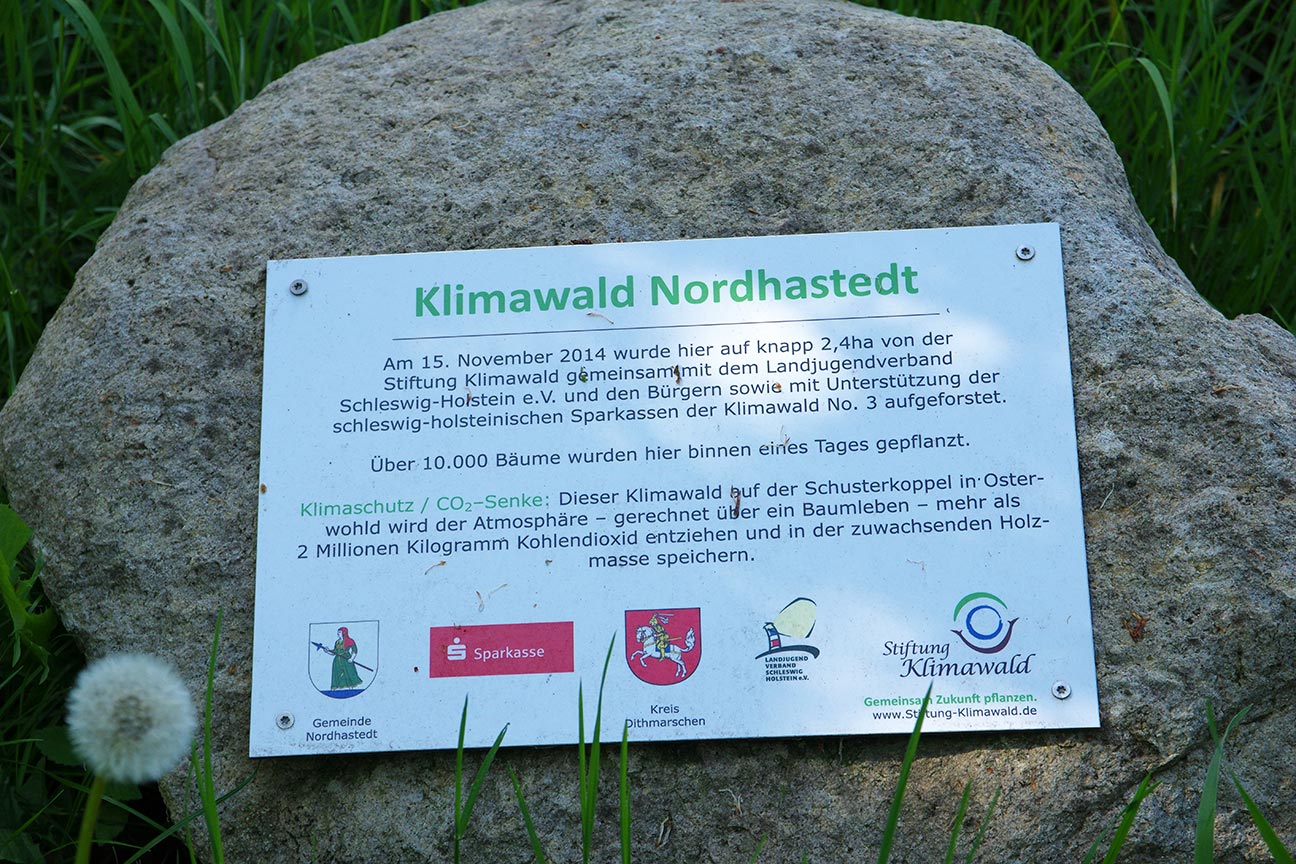 Klimawald Nordhastedt
Am 15. November 2014 wurde hier auf knapp 2,4ha von der
Stiftung Klimawald gemeinsam mit dem Landjugendverband
Schleswig-Holstein e.V. und den Bürgern sowie mit Unterstützung der
schleswig-holsteinischen Sparkassen der Klimawald No. 3 aufgeforstet.
Über 10.000 Bäume wurden hier binnen eines Tages gepflanzt.
Klimaschutz / CO₂–Senke: Dieser Klimawald auf der Schusterkoppel in Oster-
wohld wird der Atmosphäre – gerechnet über ein Baumleben – mehr als
2 Millionen Kilogramm Kohlendioxid entziehen und in der zuwachsenden Holz-
masse speichern.
Gemeinde
Nordhastedt
Sparkasse
Kreis
Dithmarschen
LANDJUGEND
VERBAND
SCHLESWIG
HOLSTEIN e.V.
Stiftung
Klimawald
Gemeinsam Zukunft pflanzen.
www.Stiftung-Klimawald.de